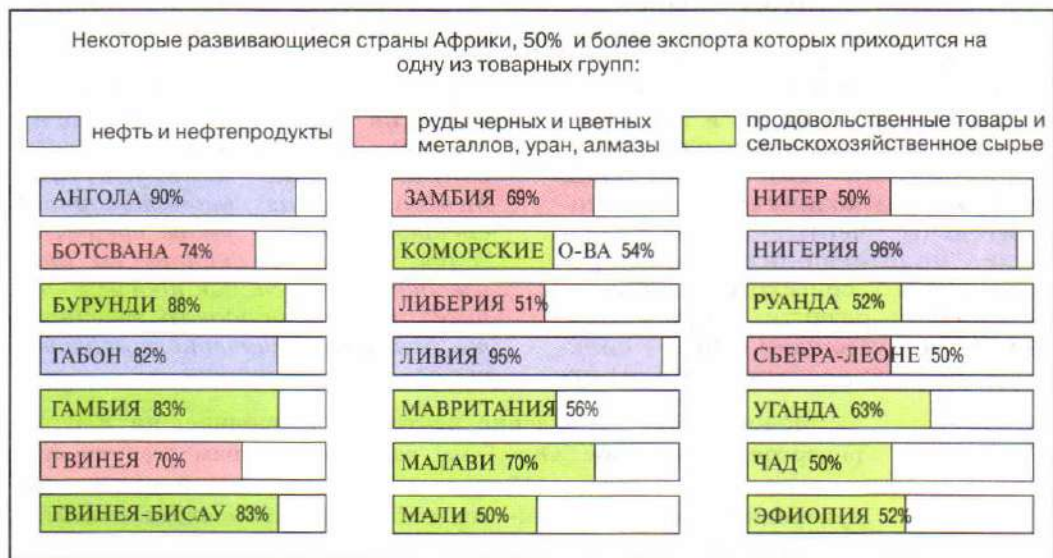 Некоторые развивающиеся страны Африки, 50% и более экспорта которых приходится на
одну из товарных групп:
нефть и нефтепродукты
руды черных и цветных
металлов, уран, алмазы
продовольственные товары и
сельскохозяйственное сырье
АНГОЛА 90%
БОТСВАНА 74%
БУРУНДИ 88%
ГАБОН 82%
ГАМБИЯ 83%
ГВИНЕЯ 70%
ГВИНЕЯ-БИСАУ 83%
ЗАМБИЯ 69%
КОМОРСКИЕ О-ВА 54%
ЛИБЕРИЯ 51%
ЛИВИЯ 95%
МАВРИТАНИЯ 56%
МАЛАВИ 70%
МАЛИ 50%
НИГЕР 50%
НИГЕРИЯ 96%
РУАНДА 52%
СЬЕРРА-ЛЕОНЕ 50%
УГАНДА 63%
ЧАД 50%
ЭФИОПИЯ 52%